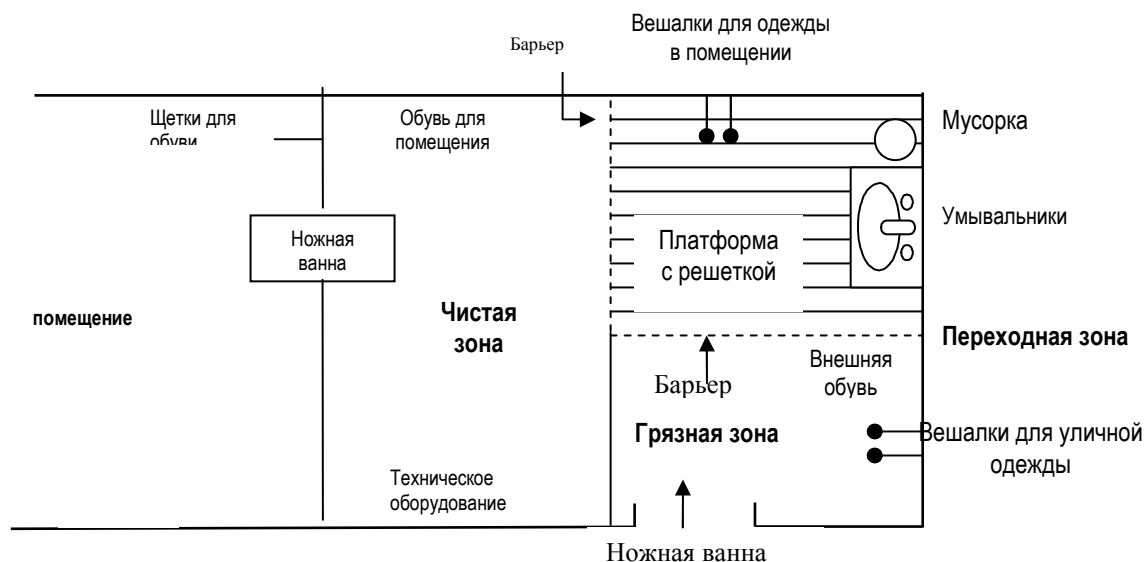 Вешалки для одежды
в помещении
Барьер
Щетки для
обуви
Обувь для
помещения
Мусорка
Умывальники
Ножная
ванна
Платформа
с решеткой
помещение
Чистая
зона
Переходная зона
Внешняя
обувь
Барьер
Грязная зона
Вешалки для уличной
одежды
Техническое
оборудование
Ножная ванна